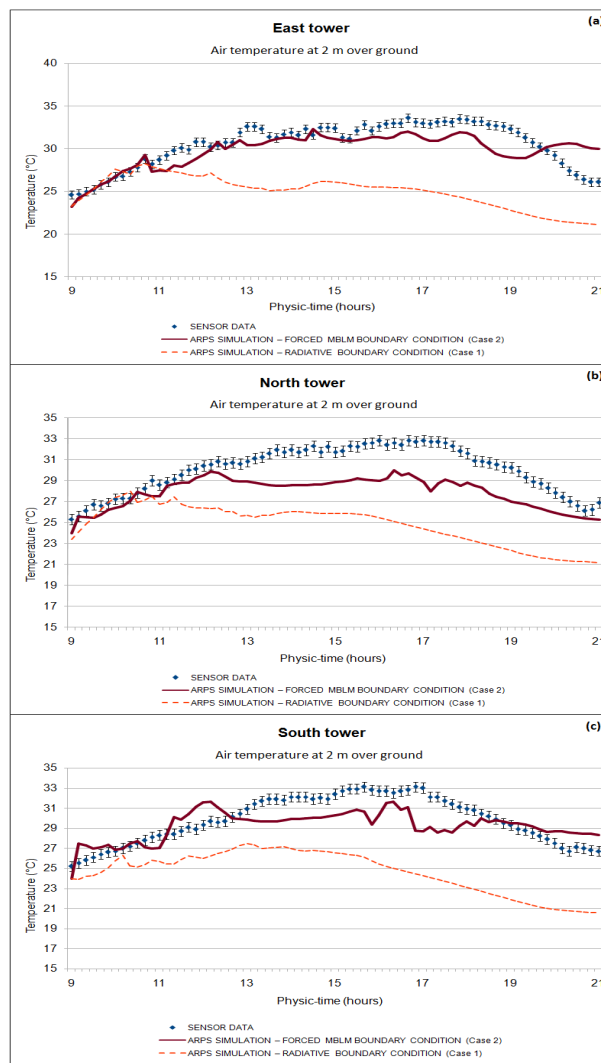 East tower
(a)
Air temperature at 2 m over ground
Temperature (°C)
40
35
30
25
20
15
9 11 13 15 17 19 21
Physic-time (hours)
SENSOR DATA
ARPS SIMULATION – FORCED MBLM BOUNDARY CONDITION (Case 2)
ARPS SIMULATION – RADIATIVE BOUNDARY CONDITION (Case 1)
North tower
(b)
Air temperature at 2 m over ground
Temperature (°C)
35
33
31
29
27
25
23
21
19
17
15
9 11 13 15 17 19 21
Physic-time (hours)
SENSOR DATA
ARPS SIMULATION – FORCED MBLM BOUNDARY CONDITION (Case 2)
ARPS SIMULATION – RADIATIVE BOUNDARY CONDITION (Case 1)
South tower
(c)
Air temperature at 2 m over ground
Temperature (°C)
35
33
31
29
27
25
23
21
19
17
15
9 11 13 15 17 19 21
Physic-time (hours)
SENSOR DATA
ARPS SIMULATION – FORCED MBLM BOUNDARY CONDITION (Case 2)
ARPS SIMULATION – RADIATIVE BOUNDARY CONDITION (Case 1)